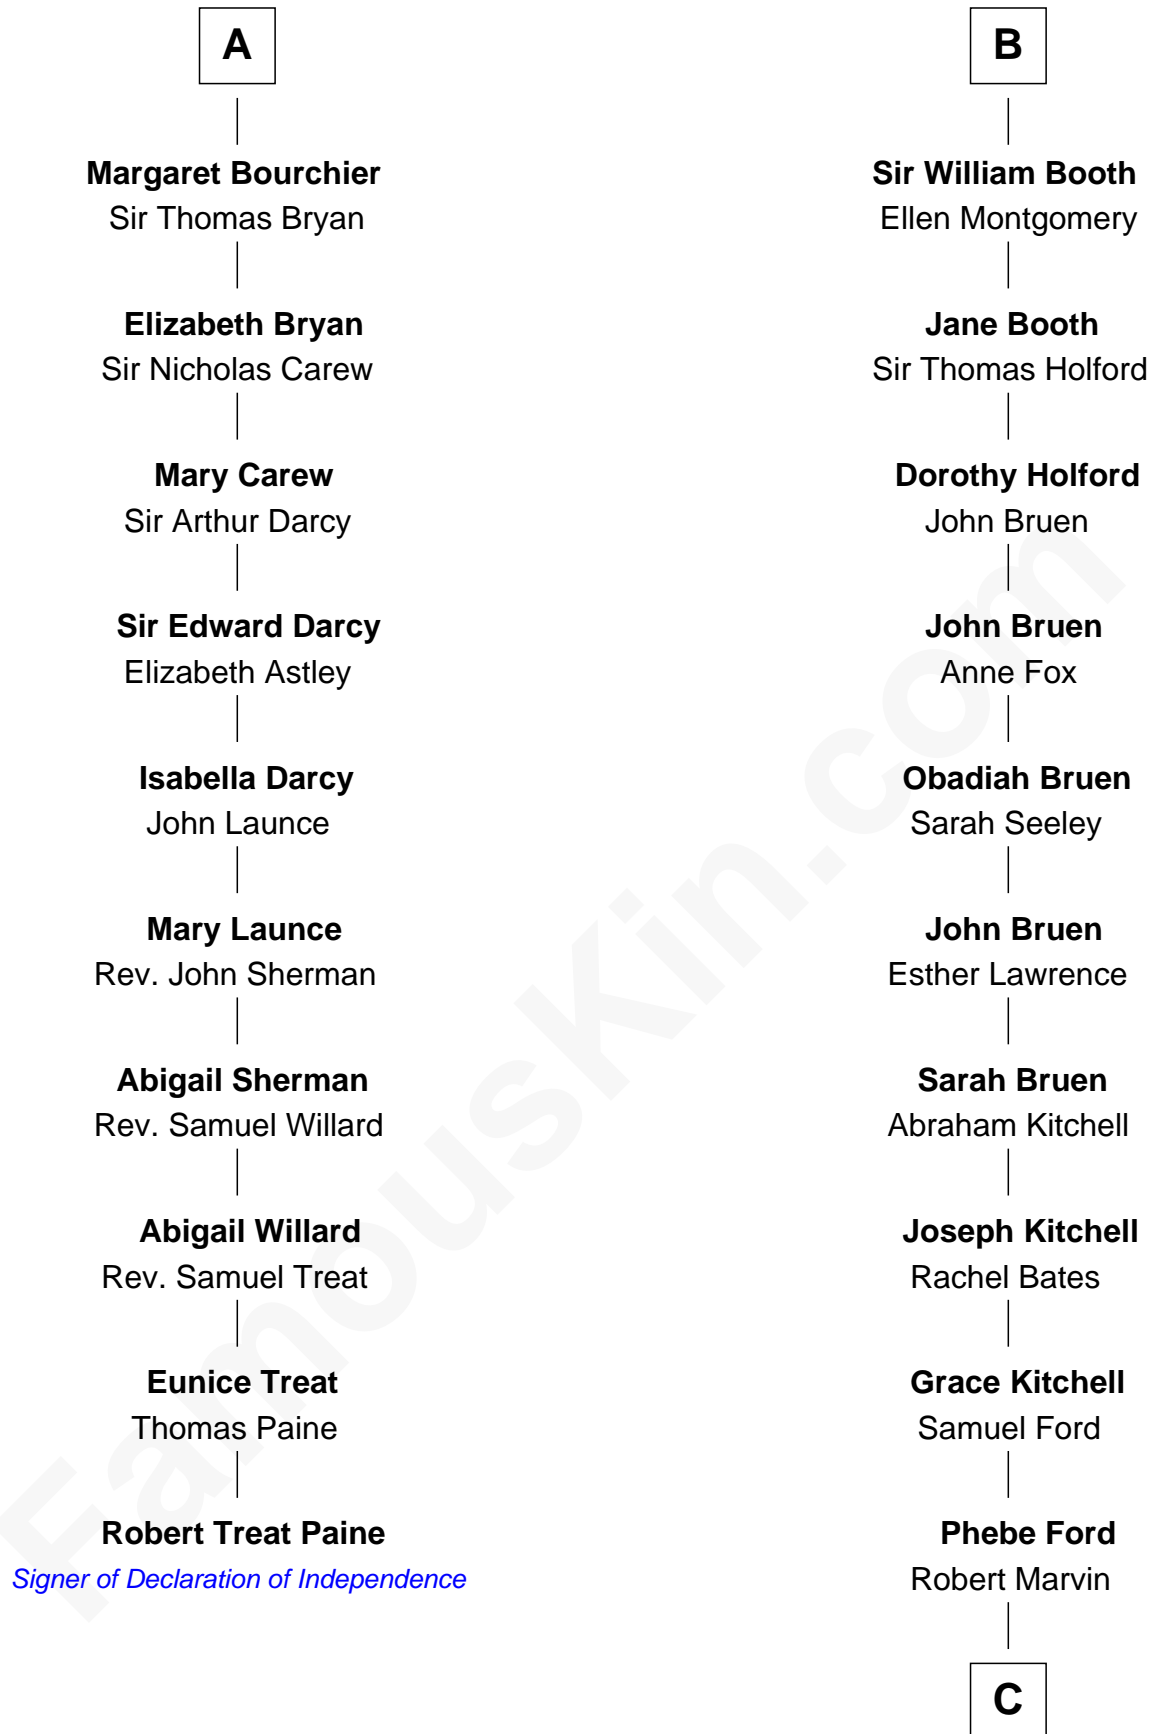 A
Margaret Bourchier
Sir Thomas Bryan
Elizabeth Bryan
Sir Nicholas Carew
Mary Carew
Sir Arthur Darcy
Sir Edward Darcy
Elizabeth Astley
Isabella Darcy
John Launce
Mary Launce
Rev. John Sherman
Abigail Sherman
Rev. Samuel Willard
Abigail Willard
Rev. Samuel Treat
Eunice Treat
Thomas Paine
Robert Treat Paine
Signer of Declaration of Independence
B
Sir William Booth
Ellen Montgomery
Jane Booth
Sir Thomas Holford
Dorothy Holford
John Bruen
John Bruen
Anne Fox
Obadiah Bruen
Sarah Seeley
John Bruen
Esther Lawrence
Sarah Bruen
Abraham Kitchell
Joseph Kitchell
Rachel Bates
Grace Kitchell
Samuel Ford
Phebe Ford
Robert Marvin
C
FamousKin.com